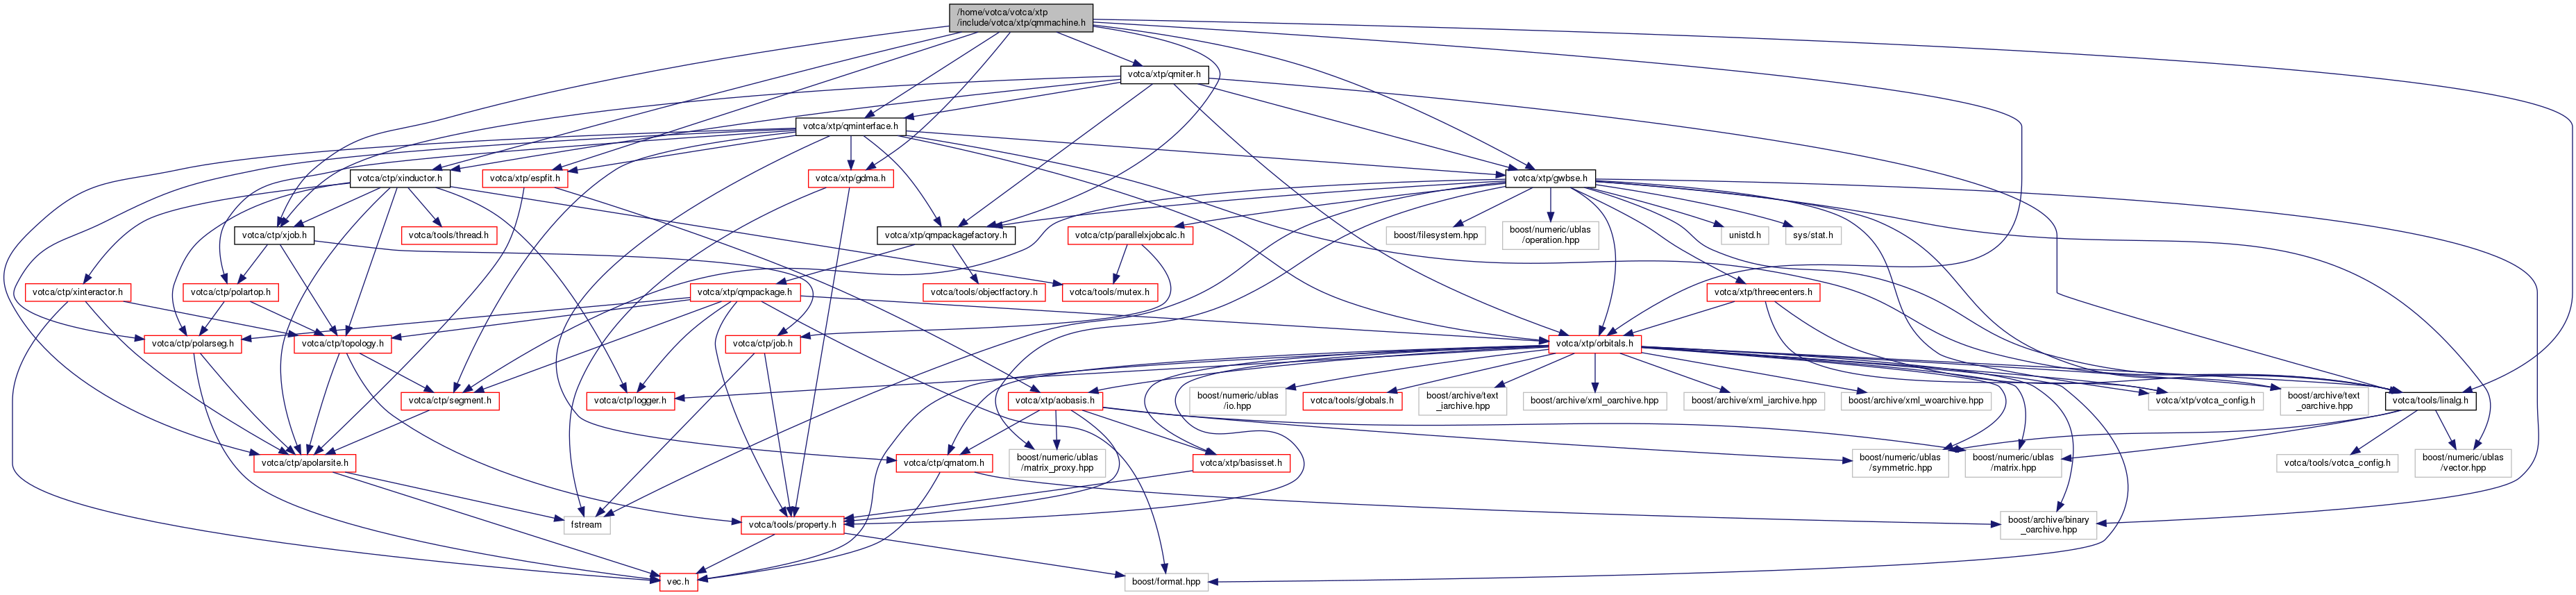 /home/votca/votca/xtp
/include/votca/xtp/qmmachine.h
votca/xtp/qmiter.h
votca/xtp/qminterface.h
votca/ctp/xinductor.h
votca/xtp/espfit.h
votca/xtp/gdma.h
votca/xtp/gwbse.h
votca/ctp/xjob.h
votca/tools/thread.h
votca/xtp/qmpackagefactory.h
votca/ctp/parallelxjobcalc.h
boost/filesystem.hpp
boost/numeric/ublas
/operation.hpp
unistd.h
sys/stat.h
votca/ctp/xinteractor.h
votca/ctp/polartop.h
votca/xtp/qmpackage.h
votca/tools/objectfactory.h
votca/tools/mutex.h
votca/xtp/threecenters.h
votca/ctp/polarseg.h
votca/ctp/topology.h
votca/ctp/job.h
votca/xtp/orbitals.h
votca/ctp/segment.h
votca/ctp/logger.h
votca/xtp/aobasis.h
boost/numeric/ublas
/io.hpp
votca/tools/globals.h
boost/archive/text
_iarchive.hpp
boost/archive/xml_oarchive.hpp
boost/archive/xml_iarchive.hpp
boost/archive/xml_woarchive.hpp
votca/xtp/votca_config.h
boost/archive/text
_oarchive.hpp
votca/tools/linalg.h
votca/ctp/apolarsite.h
votca/ctp/qmatom.h
boost/numeric/ublas
/matrix_proxy.hpp
votca/xtp/basisset.h
boost/numeric/ublas
/symmetric.hpp
boost/numeric/ublas
/matrix.hpp
votca/tools/votca_config.h
boost/numeric/ublas
/vector.hpp
fstream
votca/tools/property.h
boost/archive/binary
_oarchive.hpp
vec.h
boost/format.hpp